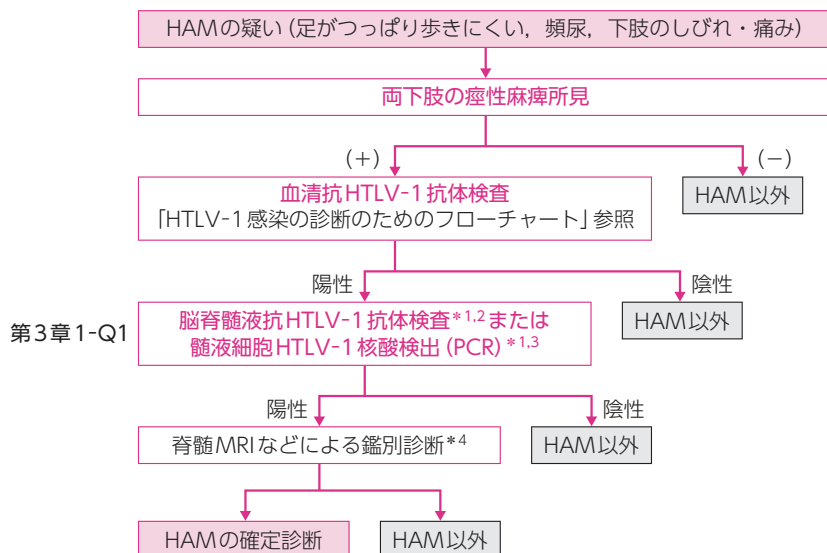 HAMの疑い(足がつっぱり歩きにくい，頻尿，下肢のしびれ・痛み)
両下肢の痙性麻痺所見
(＋)
(－)
血清抗HTLV-1抗体検査
「HTLV-1感染の診断のためのフローチャート」参照
HAM以外
陽性
陰性
第3章1-Q1
脳脊髄液抗HTLV-1抗体検査*1,2または
髄液細胞HTLV-1核酸検出(PCR)*1,3
HAM以外
陽性
陰性
脊髄MRIなどによる鑑別診断*4
HAM以外
HAMの確定診断
HAM以外